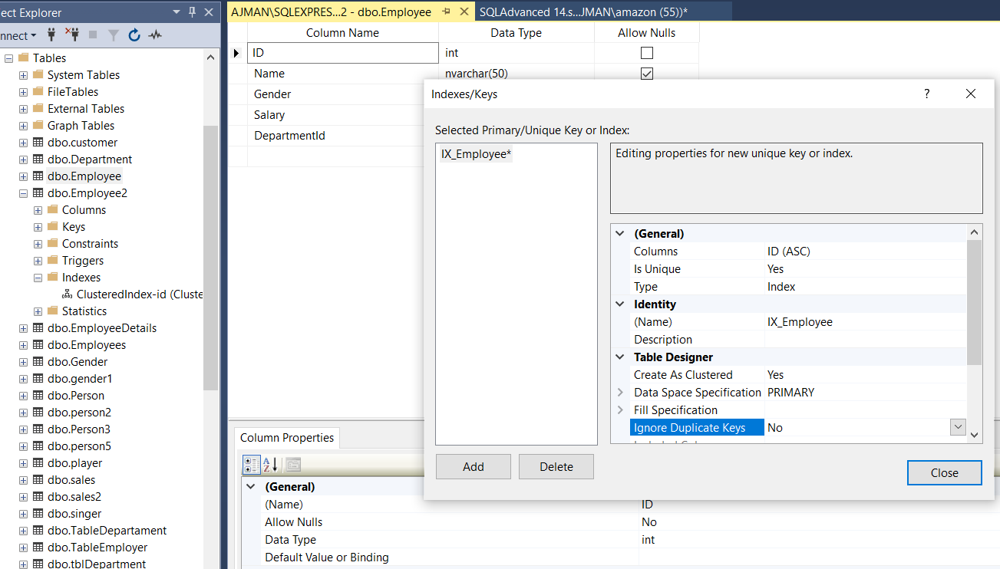 ect Explorer
nnect
Tables
System Tables
FileTables
External Tables
Graph Tables
dbo.customer
dbo.Department
dbo.Employee
dbo.Employee2
Columns
Keys
Constraints
Triggers
Indexes
ClusteredIndex-id (Cluste
Statistics
dbo.EmployeeDetails
dbo.Employees
dbo.Gender
dbo.gender1
dbo.Person
dbo.person2
dbo.Person3
dbo.person5
dbo.player
dbo.sales
dbo.sales2
dbo.singer
dbo.TableDepartament
dbo.TableEmployer
dbo.tblDepartment
AJMAN\SQLEXPRES...2 - dbo.Employee
SQLAdvanced 14.s...JMAN\amazon (55))*
Column Name Data Type Allow Nulls
ID int
Name nvarchar(50)
Gender
Salary
DepartmentId
Indexes/Keys ?
Selected Primary/Unique Key or Index:
IX_Employee*
Editing properties for new unique key or index.
(General)
Columns ID (ASC)
Is Unique Yes
Type Index
Identity
(Name) IX_Employee
Description
Table Designer
Create As Clustered Yes
Data Space Specification PRIMARY
Fill Specification
Ignore Duplicate Keys No
Add Delete
Close
Column Properties
(General)
(Name) ID
Allow Nulls No
Data Type int
Default Value or Binding